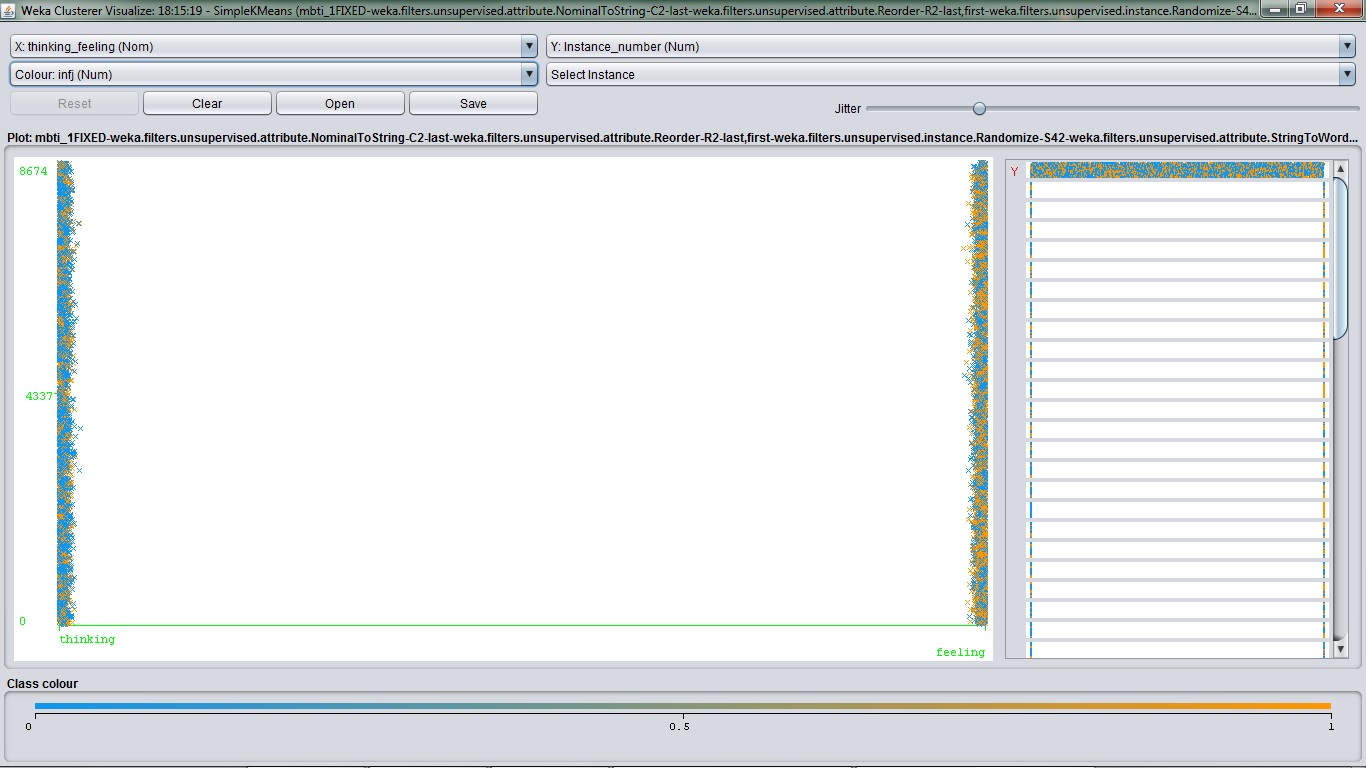 Weka Clusterer Visualize: 18:15:19 - SimpleKMeans (mbti_1FIXED-weka.filters.unsupervised.attribute.NominalToString-C2-last-weka.filters.unsupervised.attribute.Reorder-R2-last,first-weka.filters.unsupervised.instance.Randomize-S4...
X: thinking_feeling (Nom) Y: Instance_number (Num)
Colour: infj (Num) Select Instance
Reset Clear Open Save Jitter
Plot: mbti_1FIXED-weka.filters.unsupervised.attribute.NominalToString-C2-last-weka.filters.unsupervised.attribute.Reorder-R2-last,first-weka.filters.unsupervised.instance.Randomize-S42-weka.filters.unsupervised.attribute.StringToWord...
8674 Y
4337
0
thinking
feeling
Class colour
0 0.5 1